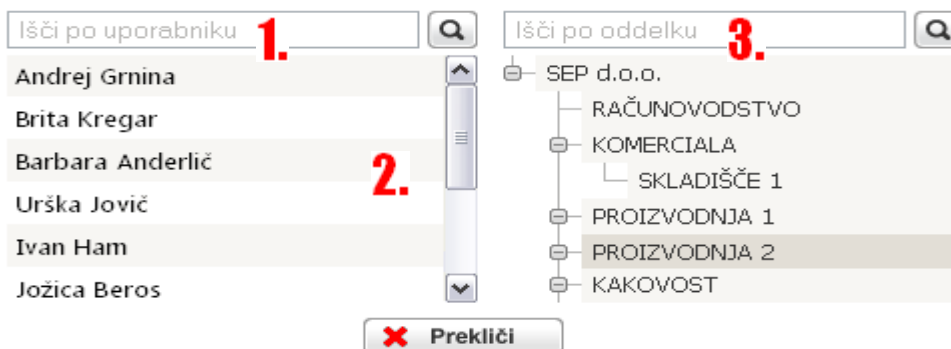 Išči po uporabniku 1.
Andrej Grnina
Brita Kregar
Barbara Anderlič
2.
Urška Jovič
Ivan Ham
Jožica Beros
Išči po oddelku 3.
SEP d.o.o.
RAČUNOVODSTVO
KOMERCIALA
SKLADIŠČE 1
PROIZVODNJA 1
PROIZVODNJA 2
KAKOVOST
Prekliči